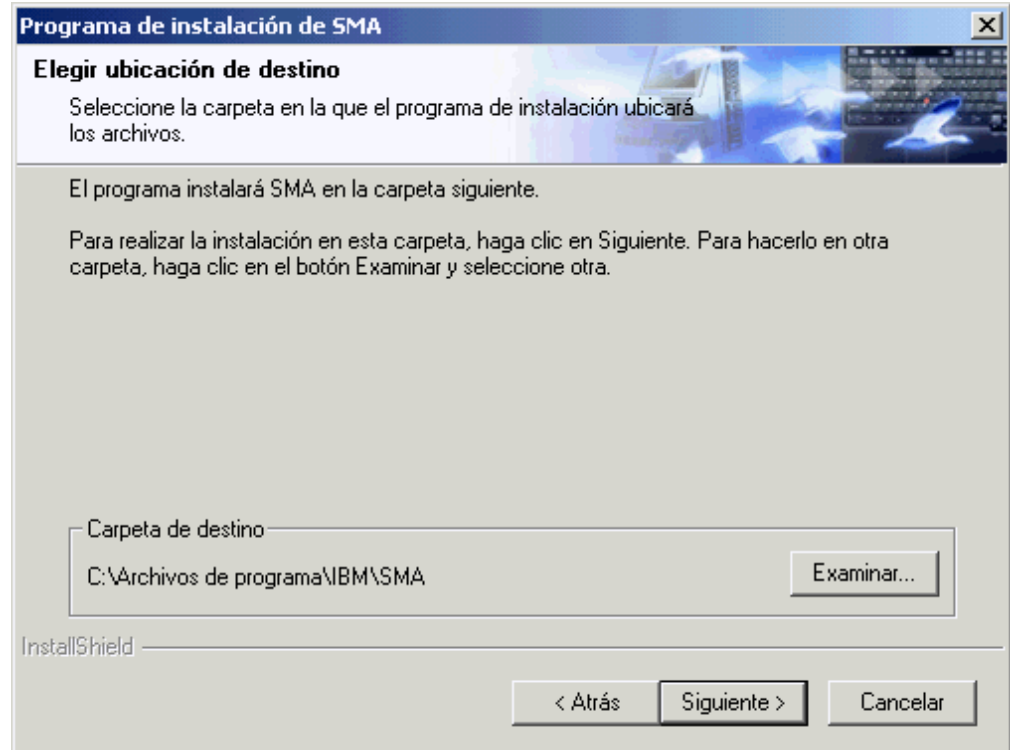 Programa de instalación de SMA
Elegir ubicación de destino
Seleccione la carpeta en la que el programa de instalación ubicará
los archivos.
El programa instalará SMA en la carpeta siguiente.
Para realizar la instalación en esta carpeta, haga clic en Siguiente. Para hacerlo en otra
carpeta, haga clic en el botón Examinar y seleccione otra.
Carpeta de destino
C:\Archivos de programa\IBM\SMA
Examinar...
InstallShield
< Atrás
Siguiente >
Cancelar